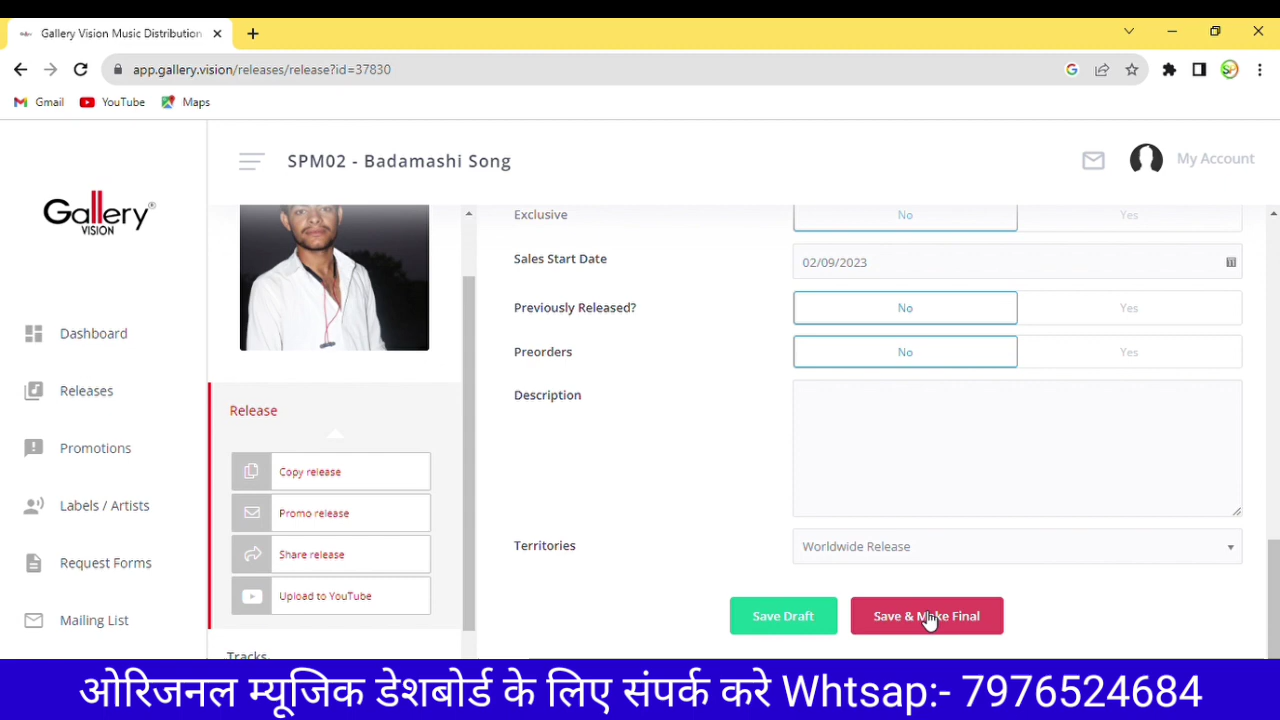 Gallery Vision Music Distribution
app.gallery.vision/releases/release?id=37830
Gmail
YouTube
Maps
Gallery
VISION
SPM02 - Badamashi Song
My Account
Dashboard
Releases
Promotions
Labels / Artists
Request Forms
Mailing List
Release
Copy release
Promo release
Share release
Upload to YouTube
Tracks
Exclusive
No
Yes
Sales Start Date
02/09/2023
Previously Released?
No
Yes
Preorders
No
Yes
Description
Territories
Worldwide Release
Save Draft
Save & Make Final
ओरिजनल म्यूजिक डेशबोर्ड के लिए संपर्क करे Whtsap:- 7976524684